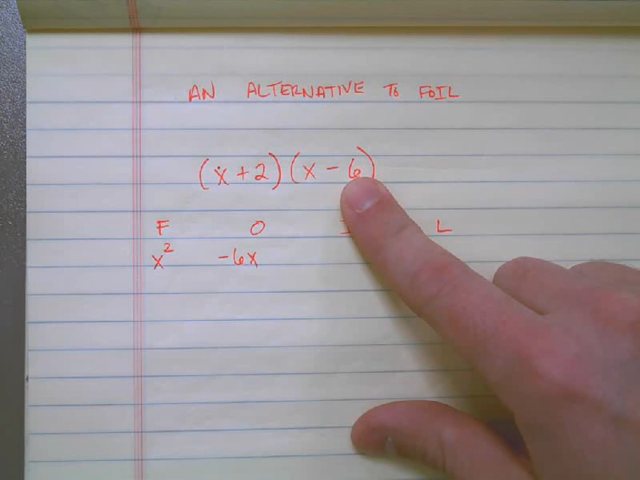 AN ALTERNATIVE TO FOIL
(x + 2)(x - 6)
F O I L
x² -6x